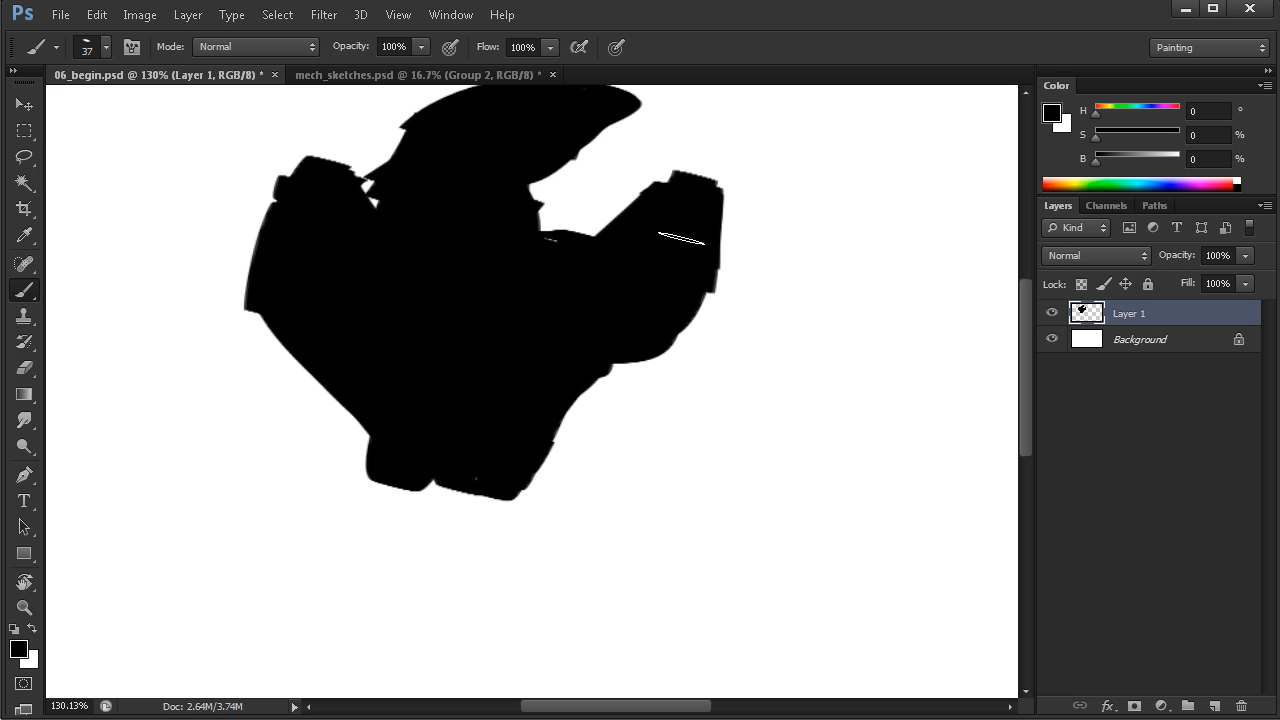 Ps File Edit Image Layer Type Select Filter 3D View Window Help
37 Mode: Normal Opacity: 100% Flow: 100% Painting
06_begin.psd @ 130% (Layer 1, RGB/8) * mech_sketches.psd @ 16.7% (Group 2, RGB/8) *
Color
H 0 °
S 0 %
B 0 %
Layers Channels Paths
Kind
Normal Opacity: 100%
Lock: Fill: 100%
Layer 1
Background
130.13% Doc: 2.64M/3.74M